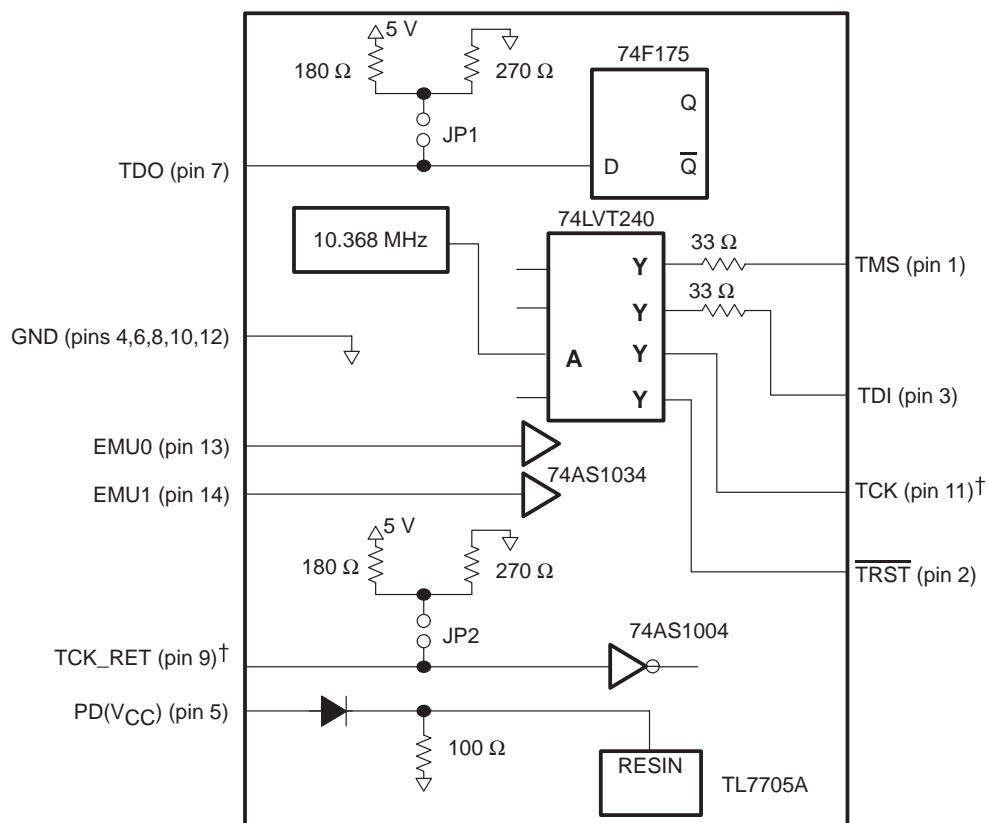 5 V
180 Ω
270 Ω
JP1
74F175
Q
D
Q̅
TDO (pin 7)
10.368 MHz
74LVT240
Y
Y
A
Y
Y
33 Ω
33 Ω
TMS (pin 1)
TDI (pin 3)
GND (pins 4,6,8,10,12)
EMU0 (pin 13)
EMU1 (pin 14)
74AS1034
TCK (pin 11)†
T̅R̅S̅T̅ (pin 2)
5 V
180 Ω
270 Ω
JP2
74AS1004
TCK_RET (pin 9)†
PD(VCC) (pin 5)
100 Ω
RESIN
TL7705A